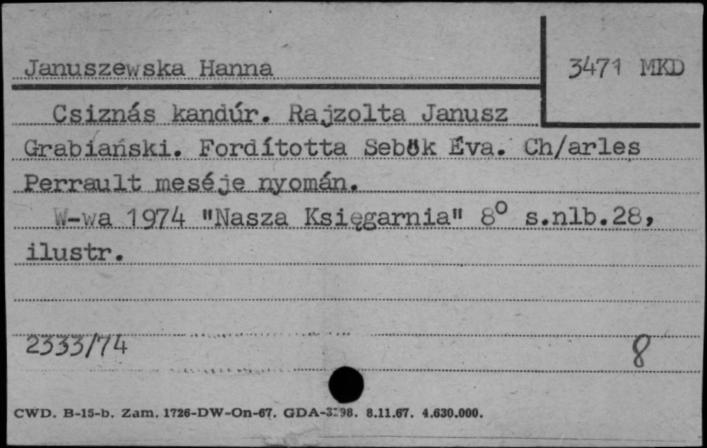 Januszewska Hanna
3471 MKD
Csiznás kandúr. Rajzolta Janusz
Grabiański. Fordította Sebők Éva. Ch/arles
Perrault meséje nyomán.
W-wa 1974 "Nasza Księgarnia" 8° s.nlb.28,
ilustr.
2333/74
8
CWD. B-15-b. Zam. 1726-DW-On-67. GDA-3298. 8.11.67. 4.630.000.